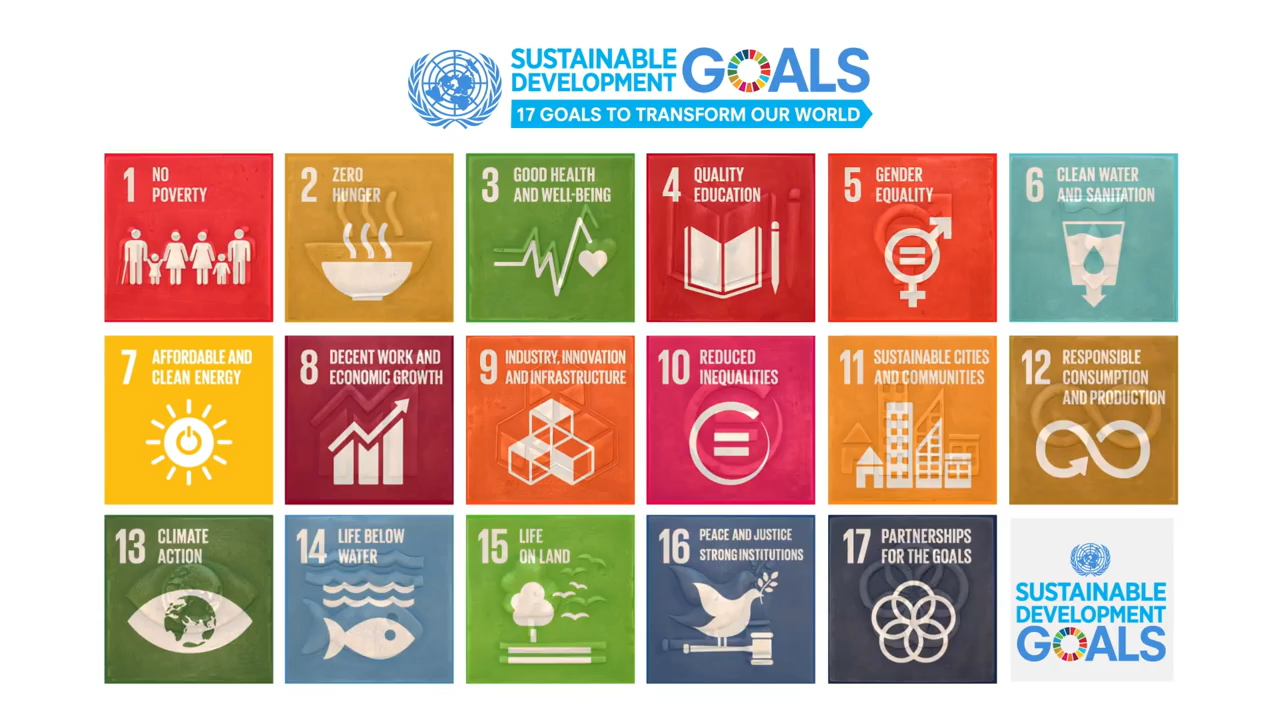 SUSTAINABLE
DEVELOPMENT
GOALS
17 GOALS TO TRANSFORM OUR WORLD
1 NO
POVERTY
2 ZERO
HUNGER
3 GOOD HEALTH
AND WELL-BEING
4 QUALITY
EDUCATION
5 GENDER
EQUALITY
6 CLEAN WATER
AND SANITATION
7 AFFORDABLE AND
CLEAN ENERGY
8 DECENT WORK AND
ECONOMIC GROWTH
9 INDUSTRY, INNOVATION
AND INFRASTRUCTURE
10 REDUCED
INEQUALITIES
11 SUSTAINABLE CITIES
AND COMMUNITIES
12 RESPONSIBLE
CONSUMPTION
AND PRODUCTION
13 CLIMATE
ACTION
14 LIFE BELOW
WATER
15 LIFE
ON LAND
16 PEACE AND JUSTICE
STRONG INSTITUTIONS
17 PARTNERSHIPS
FOR THE GOALS
SUSTAINABLE
DEVELOPMENT
GOALS